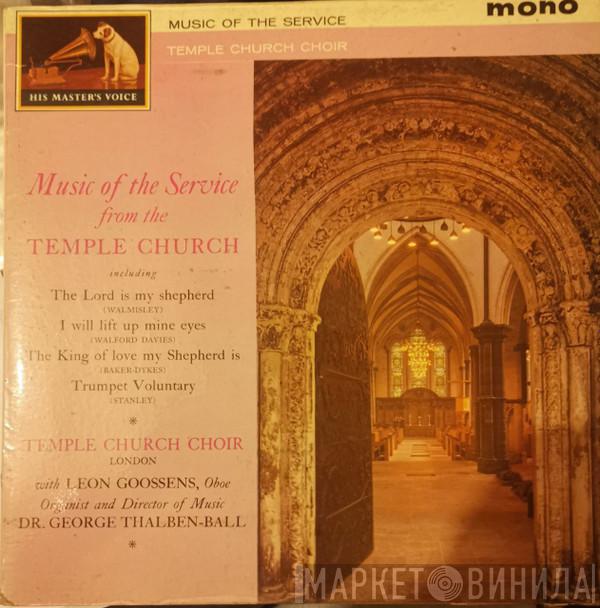 MUSIC OF THE SERVICE
mono
TEMPLE CHURCH CHOIR
HIS MASTER'S VOICE
Music of the Service
from the
TEMPLE CHURCH
including
The Lord is my shepherd
(WALMISLEY)
I will lift up mine eyes
(WALFORD DAVIES)
The King of love my Shepherd is
(BAKER-DYKES)
Trumpet Voluntary
(STANLEY)
*
TEMPLE CHURCH CHOIR
LONDON
with LEON GOOSSENS, Oboe
Organist and Director of Music
DR. GEORGE THALBEN-BALL
*
МАРКЕТ ВИНИЛА